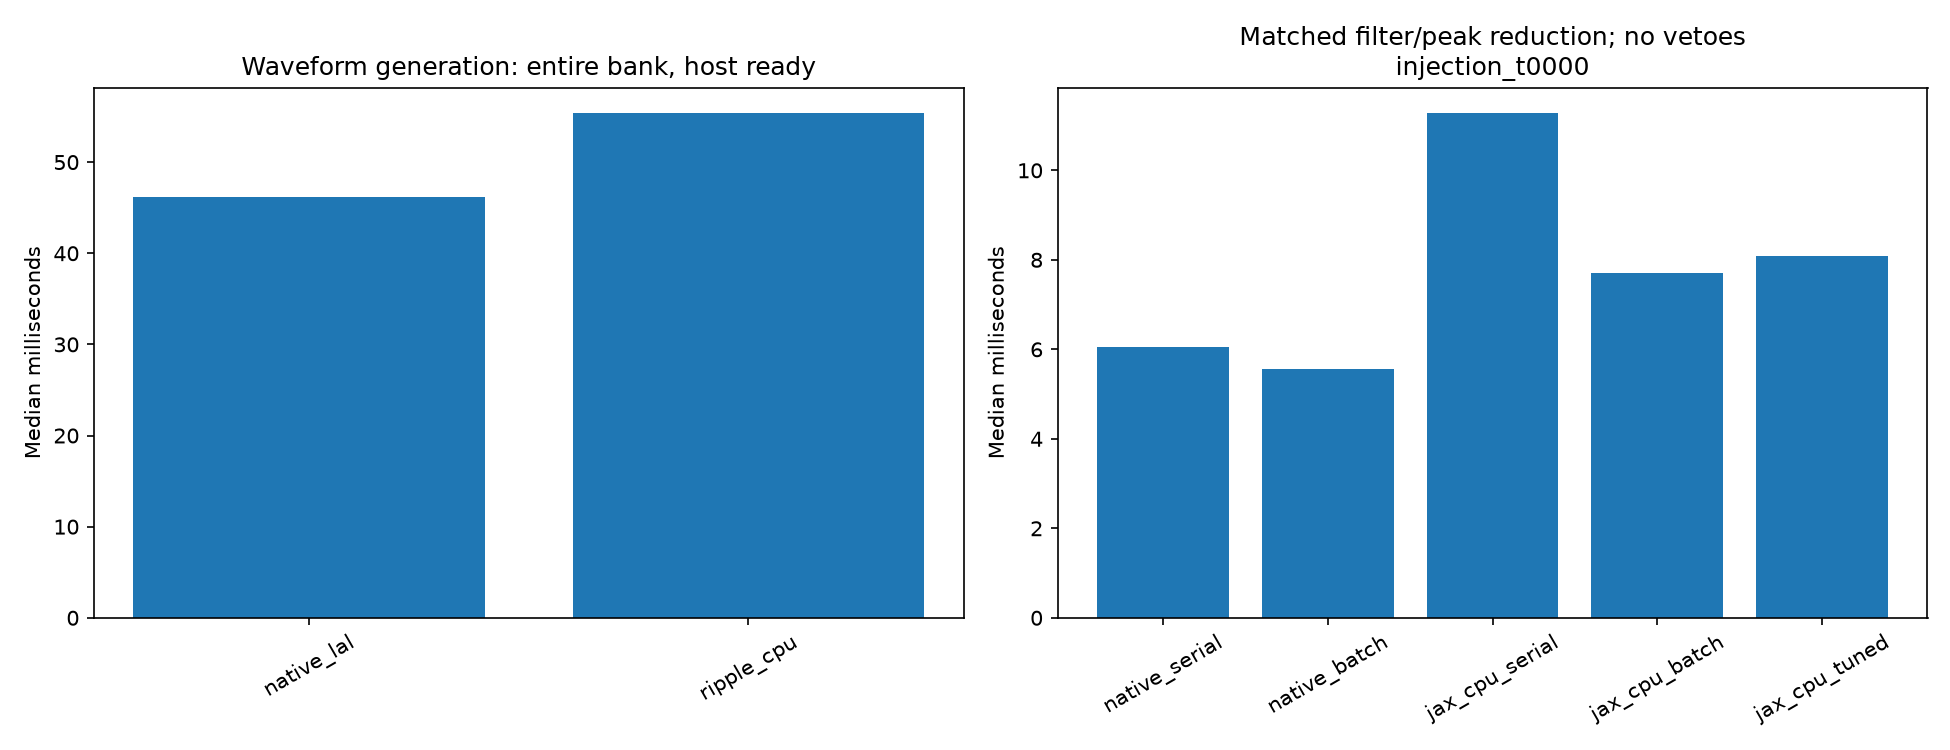 Waveform generation: entire bank, host ready
Median milliseconds
50
40
30
20
10
0
native_lal
ripple_cpu
Matched filter/peak reduction; no vetoes
injection_t0000
Median milliseconds
10
8
6
4
2
0
native_serial
native_batch
jax_cpu_serial
jax_cpu_batch
jax_cpu_tuned